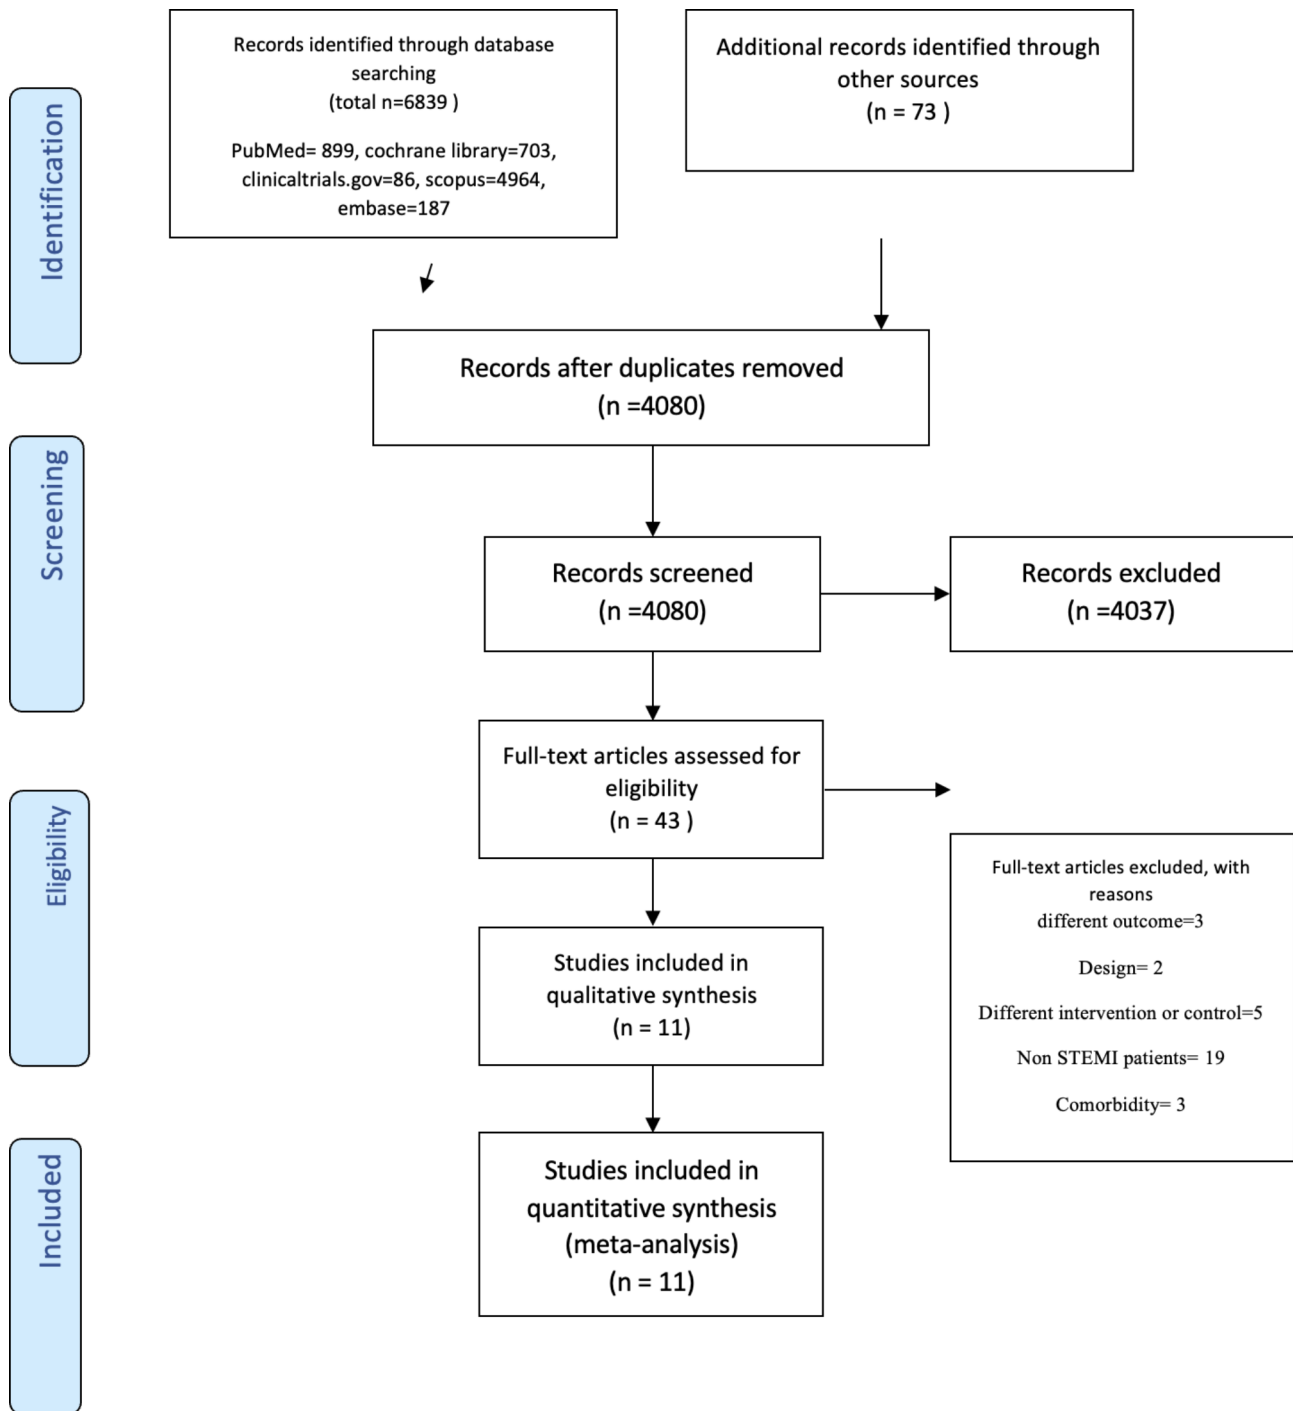 Identification
Records identified through database
searching
(total n=6839 )
PubMed= 899, cochrane library=703,
clinicaltrials.gov=86, scopus=4964,
embase=187
Additional records identified through
other sources
(n = 73 )
Records after duplicates removed
(n =4080)
Screening
Records screened
(n =4080)
Records excluded
(n =4037)
Eligibility
Full-text articles assessed for
eligibility
(n = 43 )
Full-text articles excluded, with
reasons
different outcome=3
Design= 2
Different intervention or control=5
Non STEMI patients= 19
Comorbidity= 3
Studies included in
qualitative synthesis
(n = 11)
Included
Studies included in
quantitative synthesis
(meta-analysis)
(n = 11)